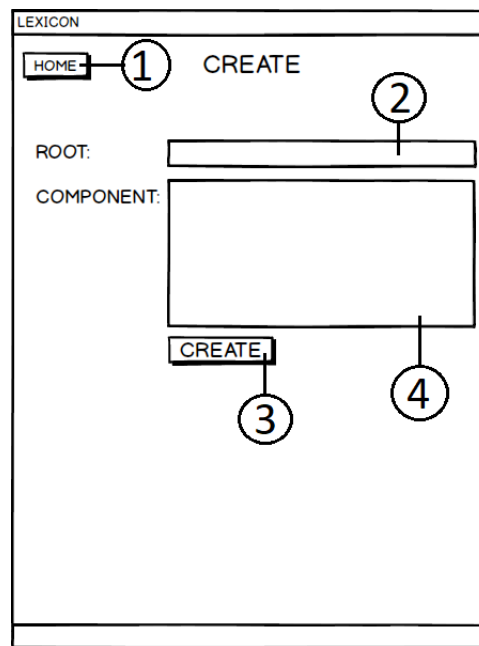 LEXICON
HOME 1 CREATE
2
ROOT:
COMPONENT:
CREATE
3 4